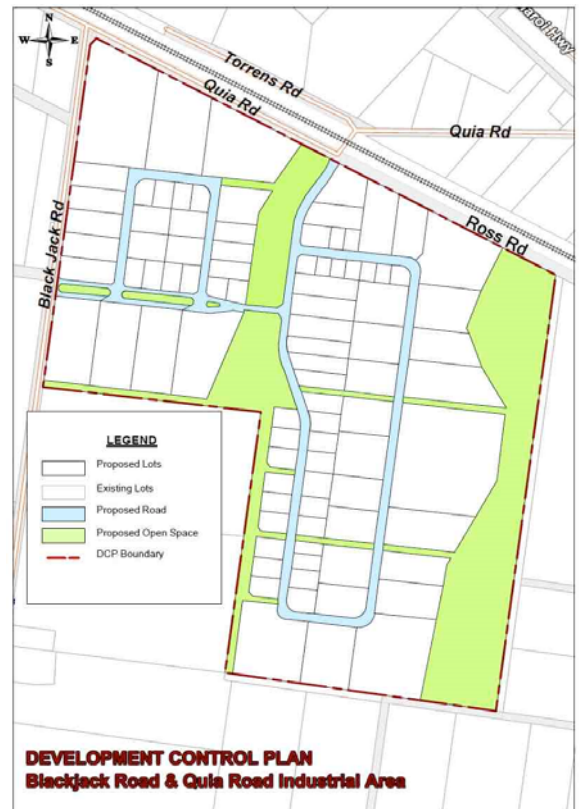 N
W E
S
Torrens Rd
Quia Rd
Quia Rd
Ross Rd
Black Jack Rd
LEGEND
Proposed Lots
Existing Lots
Proposed Road
Proposed Open Space
DCP Boundary
DEVELOPMENT CONTROL PLAN
Blackjack Road & Quia Road Industrial Area